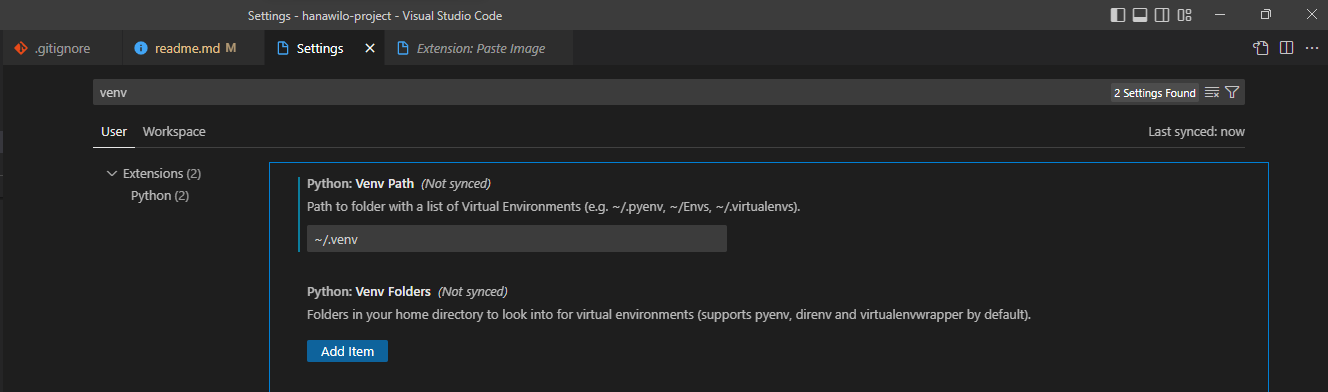 Settings - hanawilo-project - Visual Studio Code
.gitignore
readme.md M
Settings
Extension: Paste Image
venv
2 Settings Found
User
Workspace
Last synced: now
Extensions (2)
Python (2)
Python: Venv Path (Not synced)
Path to folder with a list of Virtual Environments (e.g. ~/.pyenv, ~/Envs, ~/.virtualenvs).
~/.venv
Python: Venv Folders (Not synced)
Folders in your home directory to look into for virtual environments (supports pyenv, direnv and virtualenvwrapper by default).
Add Item